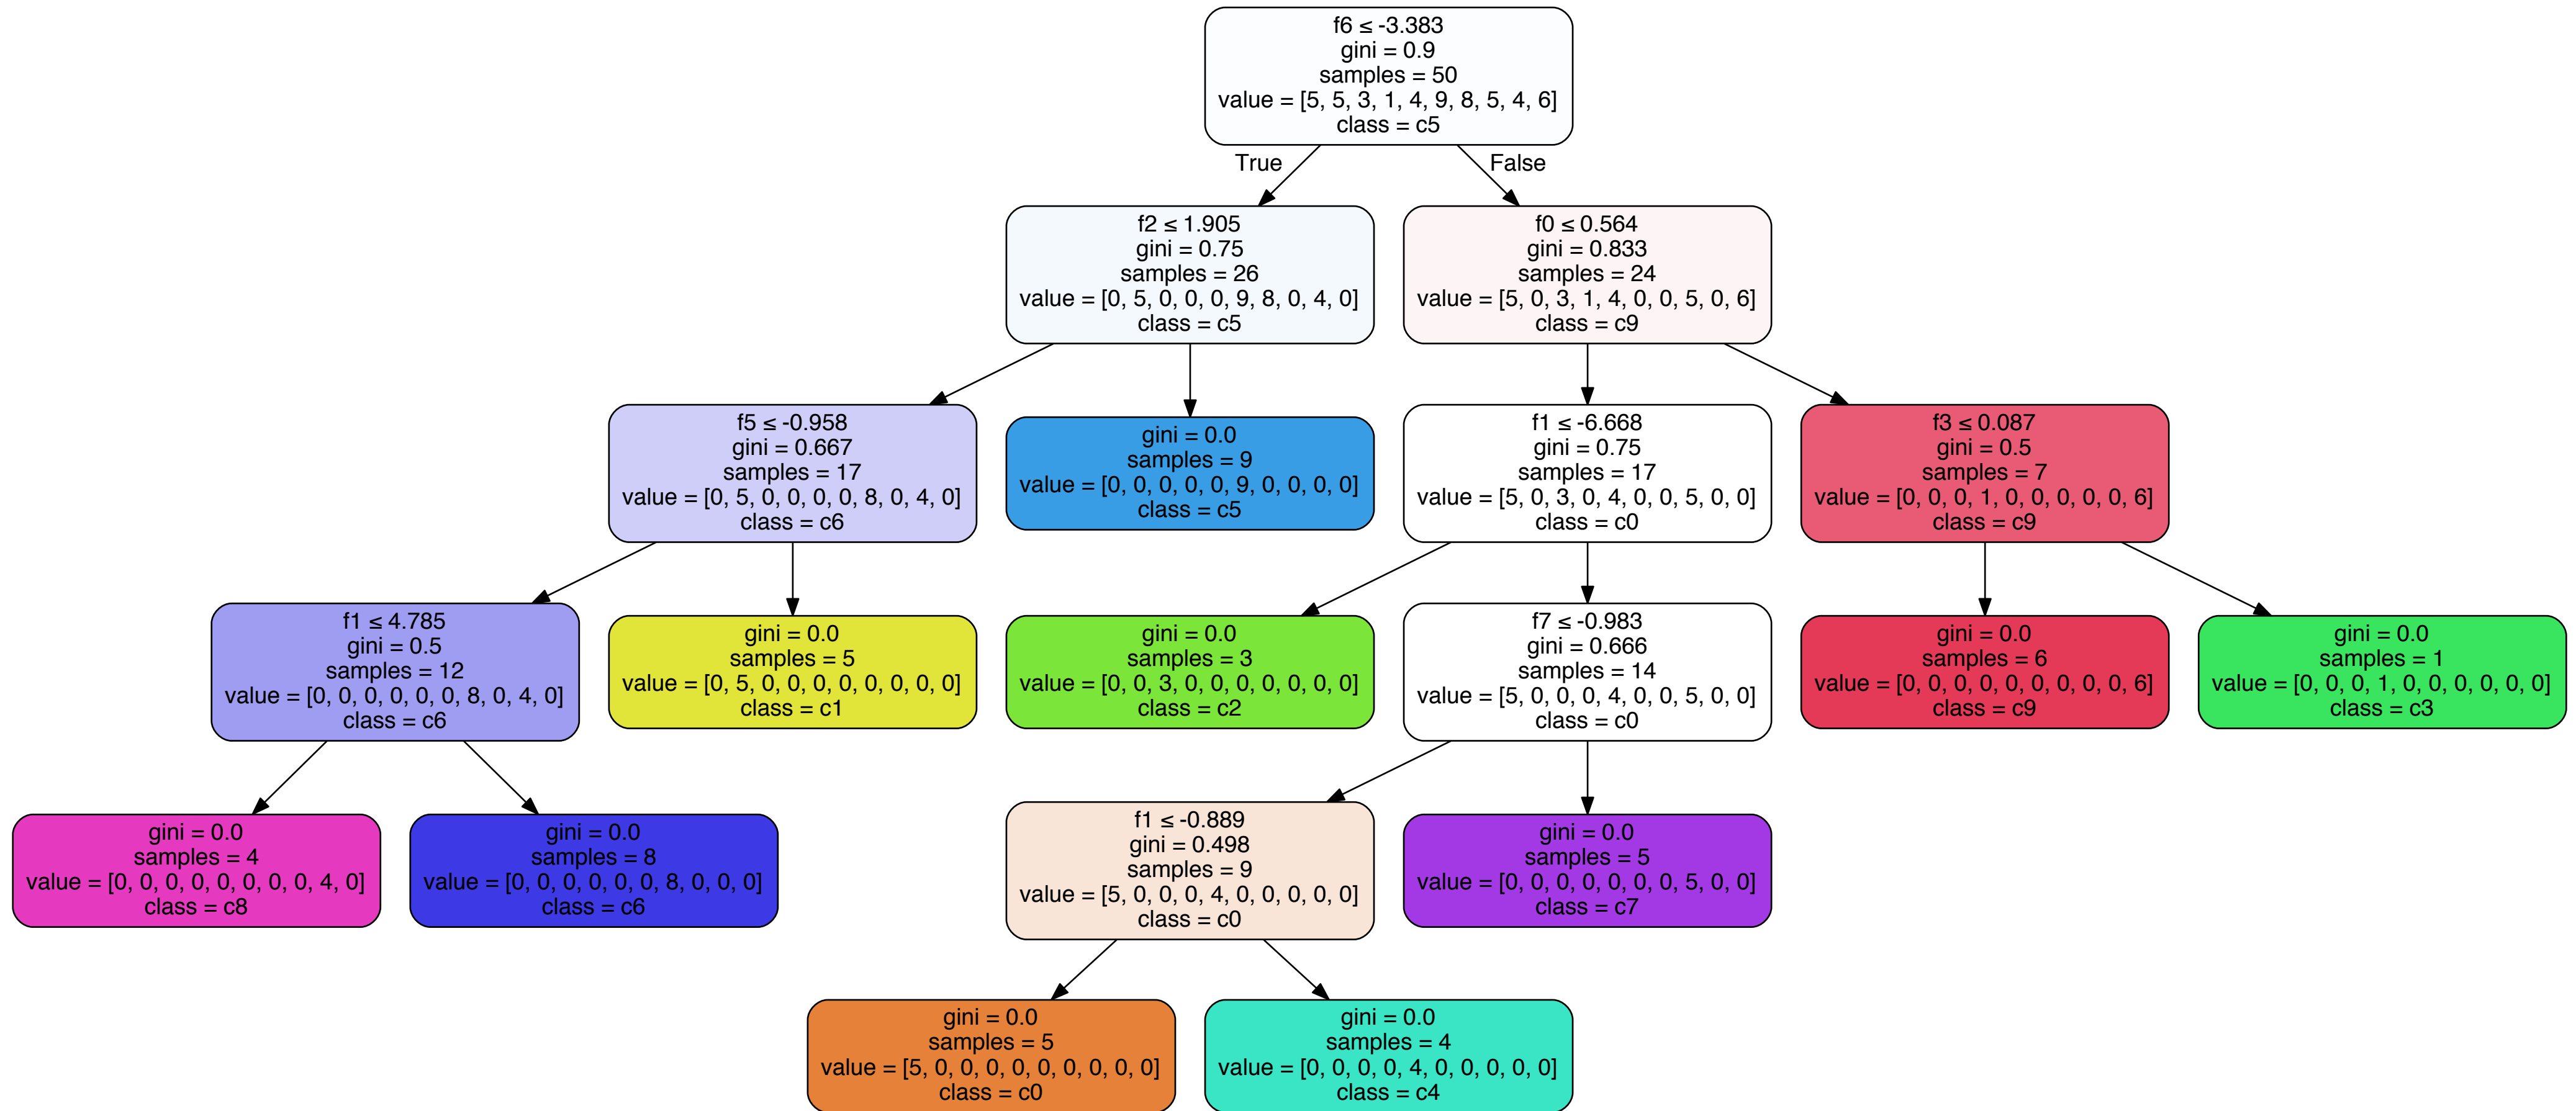 f6 ≤ -3.383
gini = 0.9
samples = 50
value = [5, 5, 3, 1, 4, 9, 8, 5, 4, 6]
class = c5
True
False
f2 ≤ 1.905
gini = 0.75
samples = 26
value = [0, 5, 0, 0, 0, 9, 8, 0, 4, 0]
class = c5
f0 ≤ 0.564
gini = 0.833
samples = 24
value = [5, 0, 3, 1, 4, 0, 0, 5, 0, 6]
class = c9
f5 ≤ -0.958
gini = 0.667
samples = 17
value = [0, 5, 0, 0, 0, 0, 8, 0, 4, 0]
class = c6
gini = 0.0
samples = 9
value = [0, 0, 0, 0, 0, 9, 0, 0, 0, 0]
class = c5
f1 ≤ -6.668
gini = 0.75
samples = 17
value = [5, 0, 3, 0, 4, 0, 0, 5, 0, 0]
class = c0
f3 ≤ 0.087
gini = 0.5
samples = 7
value = [0, 0, 0, 1, 0, 0, 0, 0, 0, 6]
class = c9
f1 ≤ 4.785
gini = 0.5
samples = 12
value = [0, 0, 0, 0, 0, 0, 8, 0, 4, 0]
class = c6
gini = 0.0
samples = 5
value = [0, 5, 0, 0, 0, 0, 0, 0, 0, 0]
class = c1
gini = 0.0
samples = 3
value = [0, 0, 3, 0, 0, 0, 0, 0, 0, 0]
class = c2
f7 ≤ -0.983
gini = 0.666
samples = 14
value = [5, 0, 0, 0, 4, 0, 0, 5, 0, 0]
class = c0
gini = 0.0
samples = 6
value = [0, 0, 0, 0, 0, 0, 0, 0, 0, 6]
class = c9
gini = 0.0
samples = 1
value = [0, 0, 0, 1, 0, 0, 0, 0, 0, 0]
class = c3
gini = 0.0
samples = 4
value = [0, 0, 0, 0, 0, 0, 0, 0, 4, 0]
class = c8
gini = 0.0
samples = 8
value = [0, 0, 0, 0, 0, 0, 8, 0, 0, 0]
class = c6
f1 ≤ -0.889
gini = 0.498
samples = 9
value = [5, 0, 0, 0, 4, 0, 0, 0, 0, 0]
class = c0
gini = 0.0
samples = 5
value = [0, 0, 0, 0, 0, 0, 0, 5, 0, 0]
class = c7
gini = 0.0
samples = 5
value = [5, 0, 0, 0, 0, 0, 0, 0, 0, 0]
class = c0
gini = 0.0
samples = 4
value = [0, 0, 0, 0, 4, 0, 0, 0, 0, 0]
class = c4